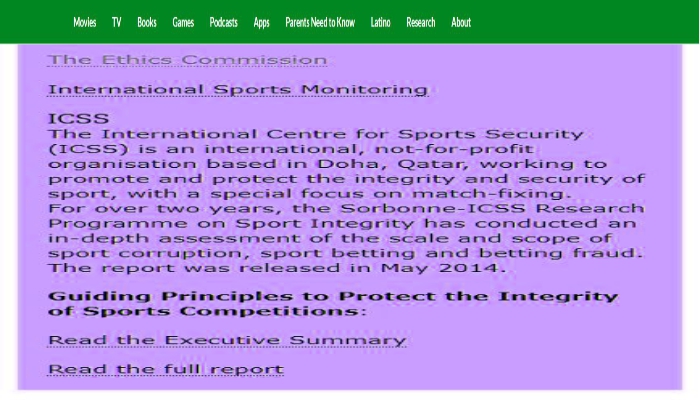 Movies TV Books Games Podcasts Apps Parents Need to Know Latino Research About
The Ethics Commission
International Sports Monitoring
ICSS
The International Centre for Sports Security
(ICSS) is an international, not-for-profit
organisation based in Doha, Qatar, working to
promote and protect the integrity and security of
sport, with a special focus on match-fixing.
For over two years, the Sorbonne-ICSS Research
Programme on Sport Integrity has conducted an
in-depth assessment of the scale and scope of
sport corruption, sport betting and betting fraud.
The report was released in May 2014.
Guiding Principles to Protect the Integrity
of Sports Competitions:
Read the Executive Summary
Read the full report